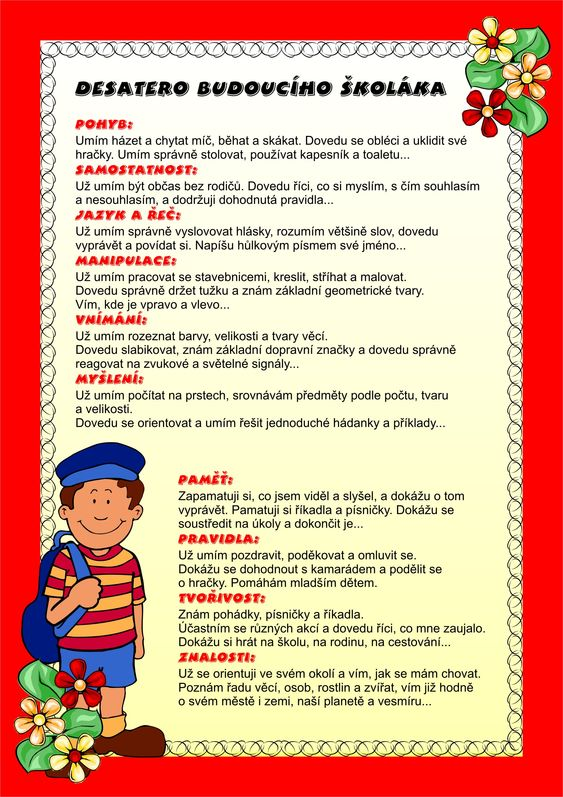 DESATERO BUDOUCÍHO ŠKOLÁKA
POHYB:
Umím házet a chytat míč, běhat a skákat. Dovedu se obléci a uklidit své
hračky. Umím správně stolovat, používat kapesník a toaletu...
SAMOSTATNOST:
Už umím být občas bez rodičů. Dovedu říci, co si myslím, s čím souhlasím
a nesouhlasím, a dodržuji dohodnutá pravidla...
JAZYK A ŘEČ:
Už umím správně vyslovovat hlásky, rozumím většině slov, dovedu
vyprávět a povídat si. Napíšu hůlkovým písmem své jméno...
MANIPULACE:
Už umím pracovat se stavebnicemi, kreslit, stříhat a malovat.
Dovedu správně držet tužku a znám základní geometrické tvary.
Vím, kde je vpravo a vlevo...
VNÍMÁNÍ:
Už umím rozeznat barvy, velikosti a tvary věcí.
Dovedu slabikovat, znám základní dopravní značky a dovedu správně
reagovat na zvukové a světelné signály...
MYŠLENÍ:
Už umím počítat na prstech, srovnávám předměty podle počtu, tvaru
a velikosti.
Dovedu se orientovat a umím řešit jednoduché hádanky a příklady...
PAMĚŤ:
Zapamatuji si, co jsem viděl a slyšel, a dokážu o tom
vyprávět. Pamatuji si říkadla a písničky. Dokážu se
soustředit na úkoly a dokončit je...
PRAVIDLA:
Už umím pozdravit, poděkovat a omluvit se.
Dokážu se dohodnout s kamarádem a podělit se
o hračky. Pomáhám mladším dětem.
TVOŘIVOST:
Znám pohádky, písničky a říkadla.
Účastním se různých akcí a dovedu říci, co mne zaujalo.
Dokážu si hrát na školu, na rodinu, na cestování...
ZNALOSTI:
Už se orientuji ve svém okolí a vím, jak se mám chovat.
Poznám řadu věcí, osob, rostlin a zvířat, vím již hodně
o svém městě i zemi, naší planetě a vesmíru...